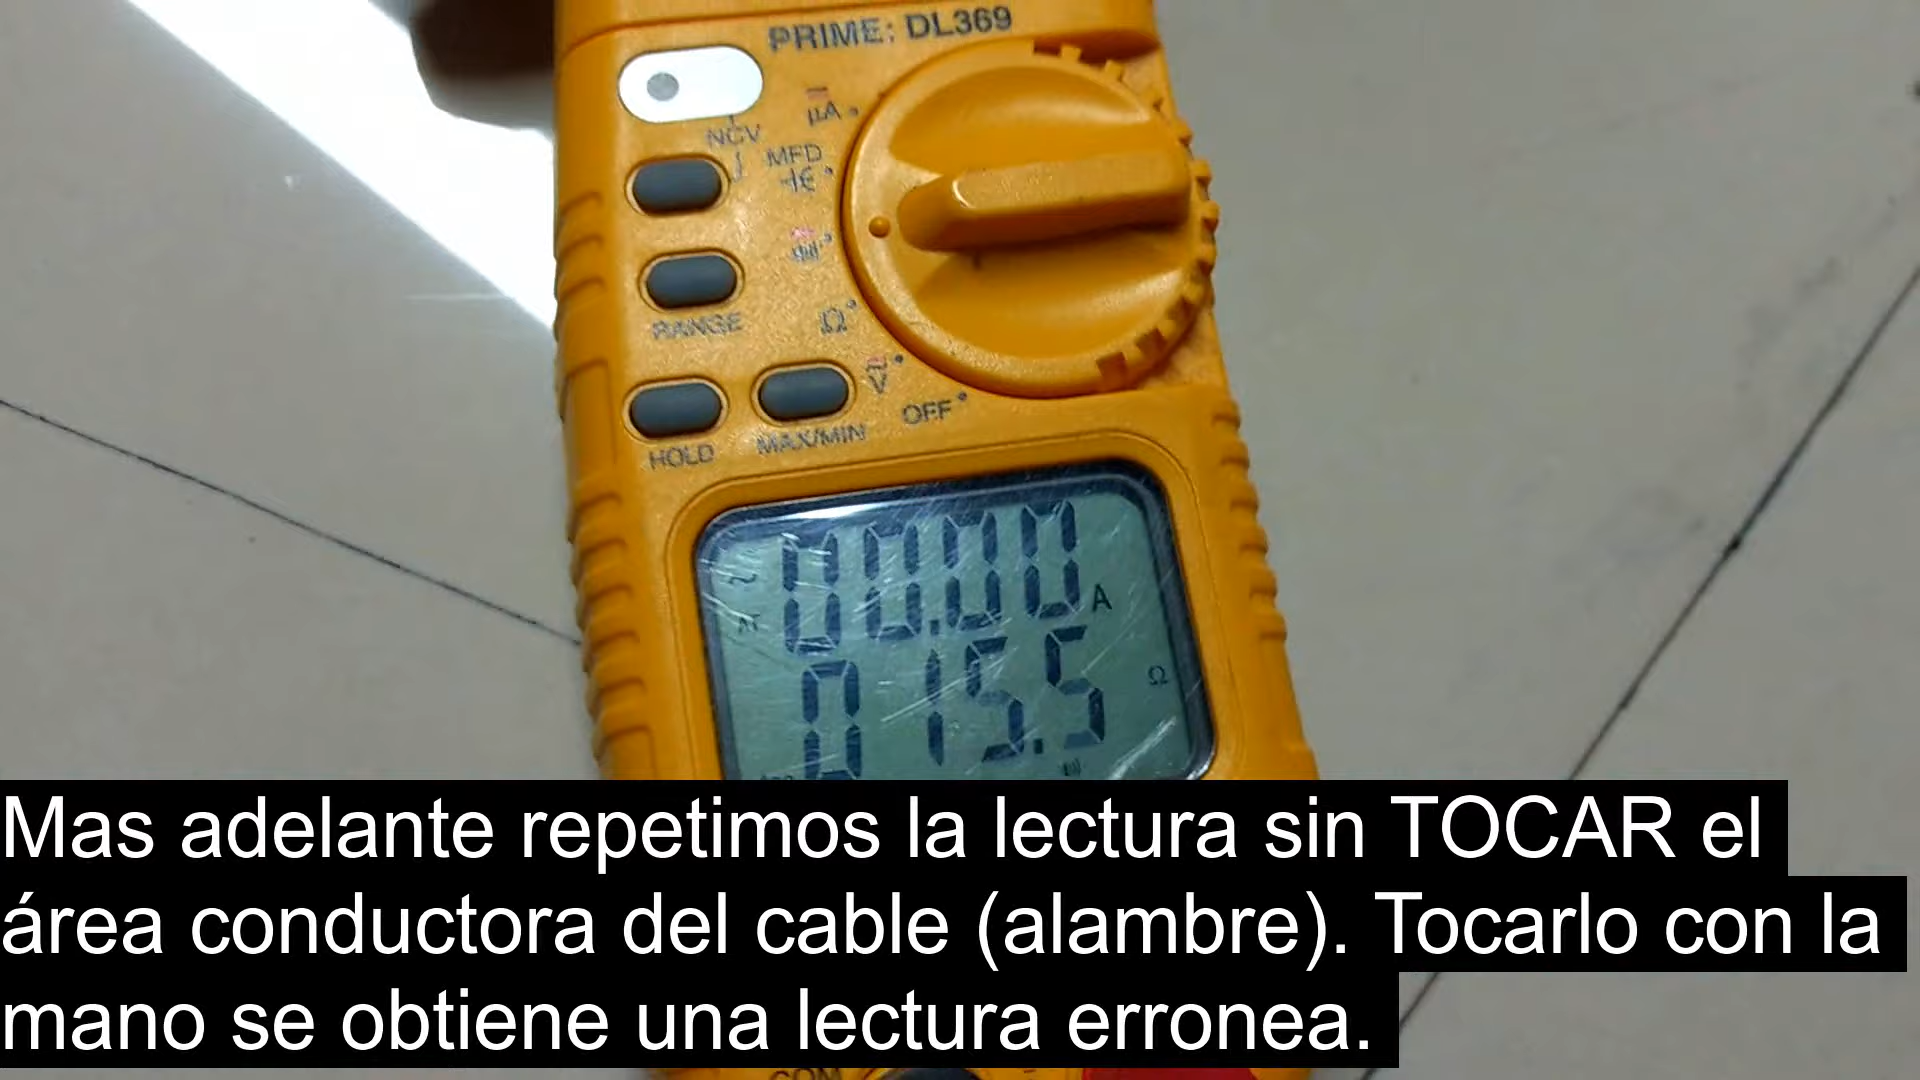 PRIME: DL369
µA
NCV
MFD
RANGE
Ω
V
OFF
HOLD
MAX/MIN
00.00 A
015.5 Ω
Mas adelante repetimos la lectura sin TOCAR el
área conductora del cable (alambre). Tocarlo con la
mano se obtiene una lectura erronea.
COM